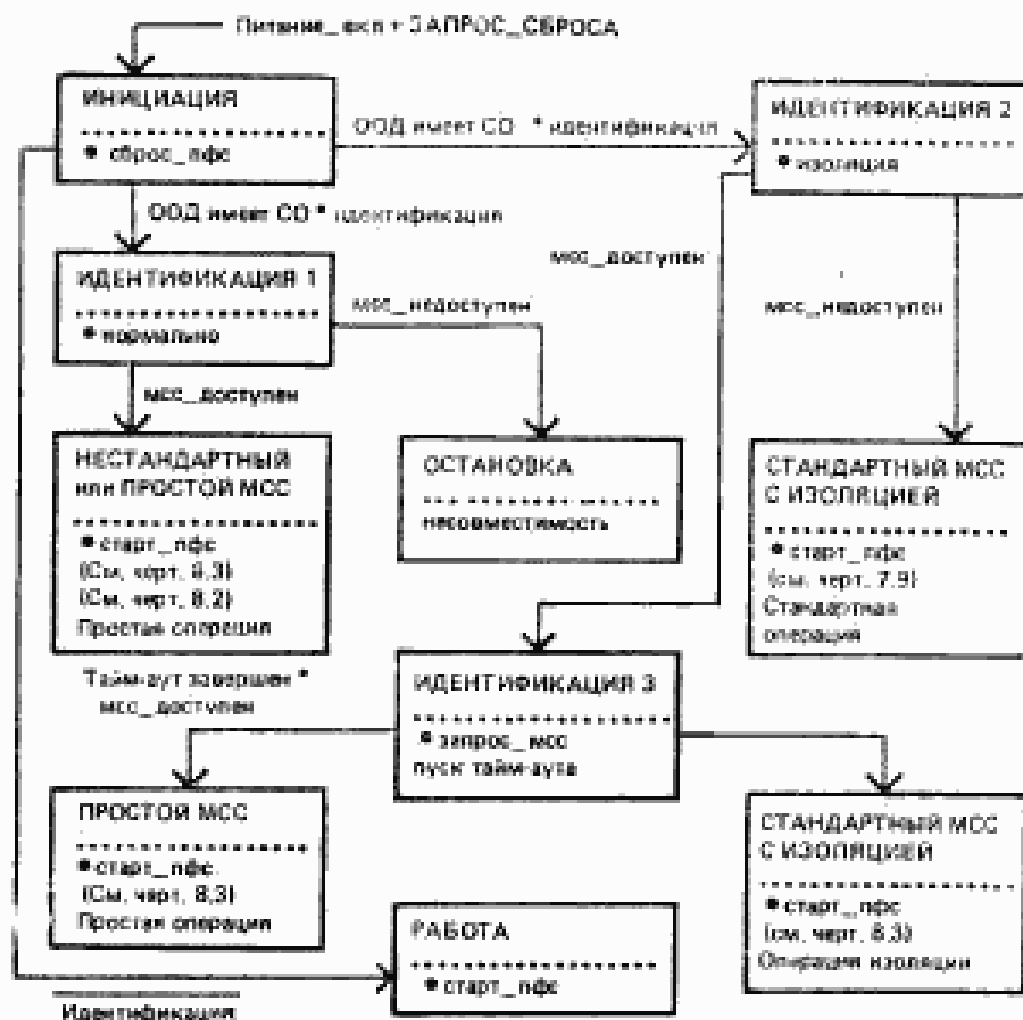 Питание_вкл + ЗАПРОС_СБРОСА
ИНИЦИАЦИЯ
* сброс_пфс
ООД имеет СО * идентификация
ИДЕНТИФИКАЦИЯ 2
* изоляция
ООД имеет СО * идентификация
ИДЕНТИФИКАЦИЯ 1
* нормально
мсс_недоступен
мсс_доступен
мсс_недоступен
мсс_доступен
НЕСТАНДАРТНЫЙ
или ПРОСТОЙ МСС
* старт_пфс
(См. черт. 8.3)
(См. черт. 8.2)
Простая операция
ОСТАНОВКА
несовместимость
СТАНДАРТНЫЙ МСС
С ИЗОЛЯЦИЕЙ
* старт_пфс
(см. черт. 7.9)
Стандартная
операция
Тайм-аут завершен *
мсс_доступен
ИДЕНТИФИКАЦИЯ 3
* запрос_мсс
пуск тайм-аута
ПРОСТОЙ МСС
* старт_пфс
(См. черт. 8.3)
Простая операция
СТАНДАРТНЫЙ МСС
С ИЗОЛЯЦИЕЙ
* старт_пфс
(см. черт. 8.3)
Операция изоляции
РАБОТА
* старт_пфс
Идентификация